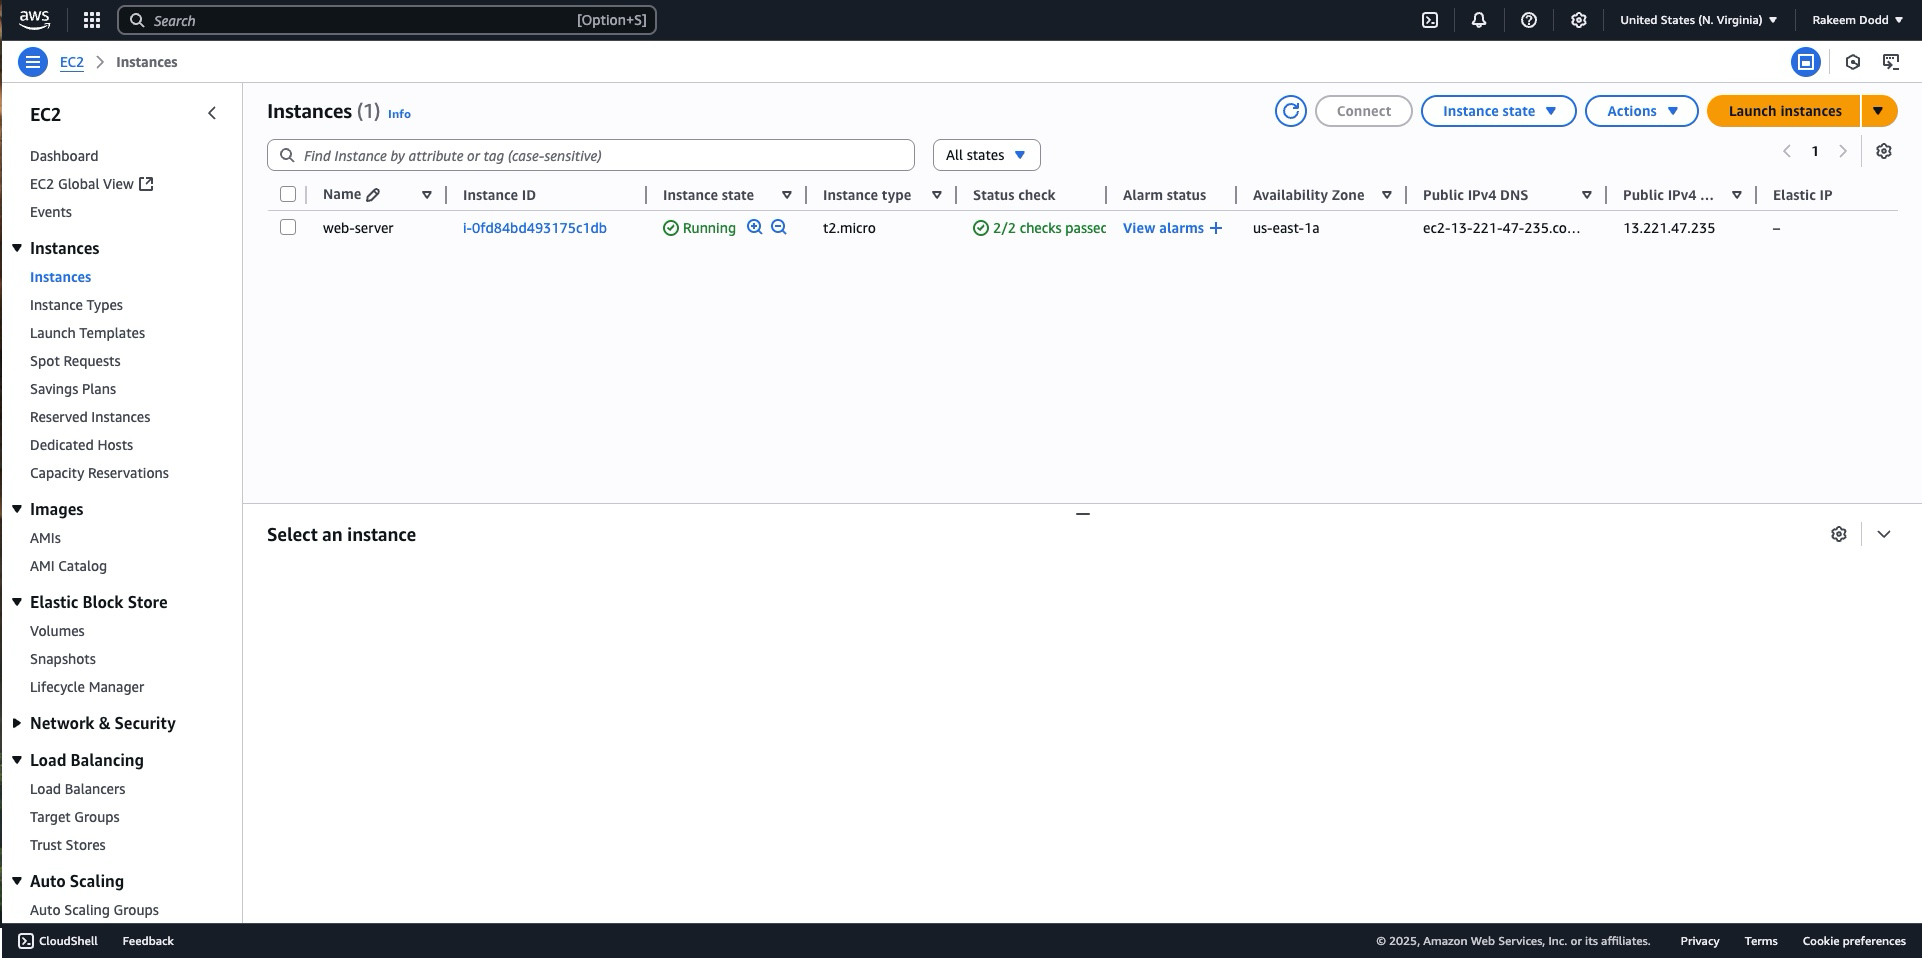 aws
Search [Option+S] United States (N. Virginia) Rakeem Dodd
EC2 Instances
EC2
Dashboard
EC2 Global View
Events
Instances
Instances
Instance Types
Launch Templates
Spot Requests
Savings Plans
Reserved Instances
Dedicated Hosts
Capacity Reservations
Images
AMIs
AMI Catalog
Elastic Block Store
Volumes
Snapshots
Lifecycle Manager
Network & Security
Load Balancing
Load Balancers
Target Groups
Trust Stores
Auto Scaling
Auto Scaling Groups
Instances (1) Info Connect Instance state Actions Launch instances
Find Instance by attribute or tag (case-sensitive) All states 1
Name Instance ID Instance state Instance type Status check Alarm status Availability Zone Public IPv4 DNS Public IPv4 ... Elastic IP
web-server i-0fd84bd493175c1db Running t2.micro 2/2 checks passec View alarms + us-east-1a ec2-13-221-47-235.co... 13.221.47.235 –
Select an instance
CloudShell Feedback © 2025, Amazon Web Services, Inc. or its affiliates. Privacy Terms Cookie preferences